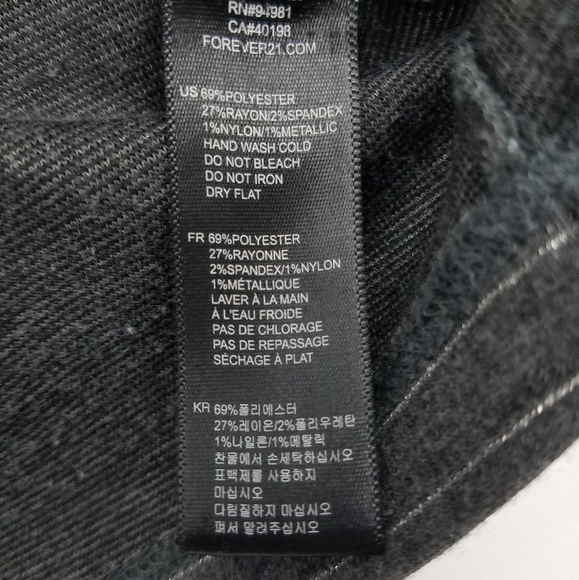 RN#94981
CA#40198
FOREVER21.COM
US 69%POLYESTER
27%RAYON/2%SPANDEX
1%NYLON/1%METALLIC
HAND WASH COLD
DO NOT BLEACH
DO NOT IRON
DRY FLAT
FR 69%POLYESTER
27%RAYONNE
2%SPANDEX/1%NYLON
1%MÉTALLIQUE
LAVER À LA MAIN
À L'EAU FROIDE
PAS DE CHLORAGE
PAS DE REPASSAGE
SÉCHAGE À PLAT
KR 69%폴리에스터
27%레이온/2%폴리우레탄
1%나일론/1%메탈릭
찬물에서 손세탁하십시오
표백제를 사용하지
마십시오
다림질하지 마십시오
펴서 말려주십시오